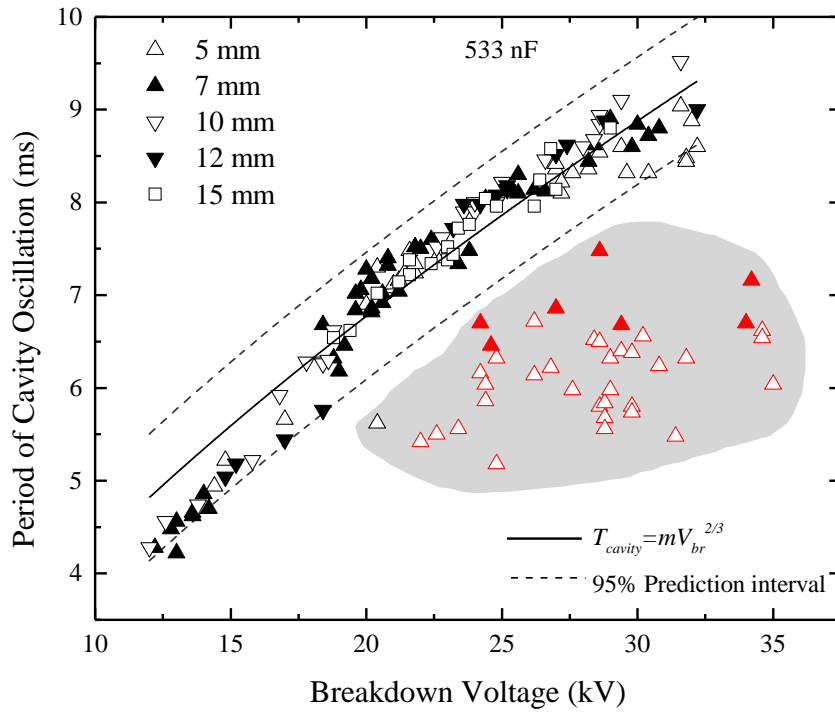 10
9
8
7
6
5
4
10
15
20
25
30
35
Period of Cavity Oscillation (ms)
Breakdown Voltage (kV)
533 nF
5 mm
7 mm
10 mm
12 mm
15 mm
T_cavity=mV_br^2/3
95% Prediction interval